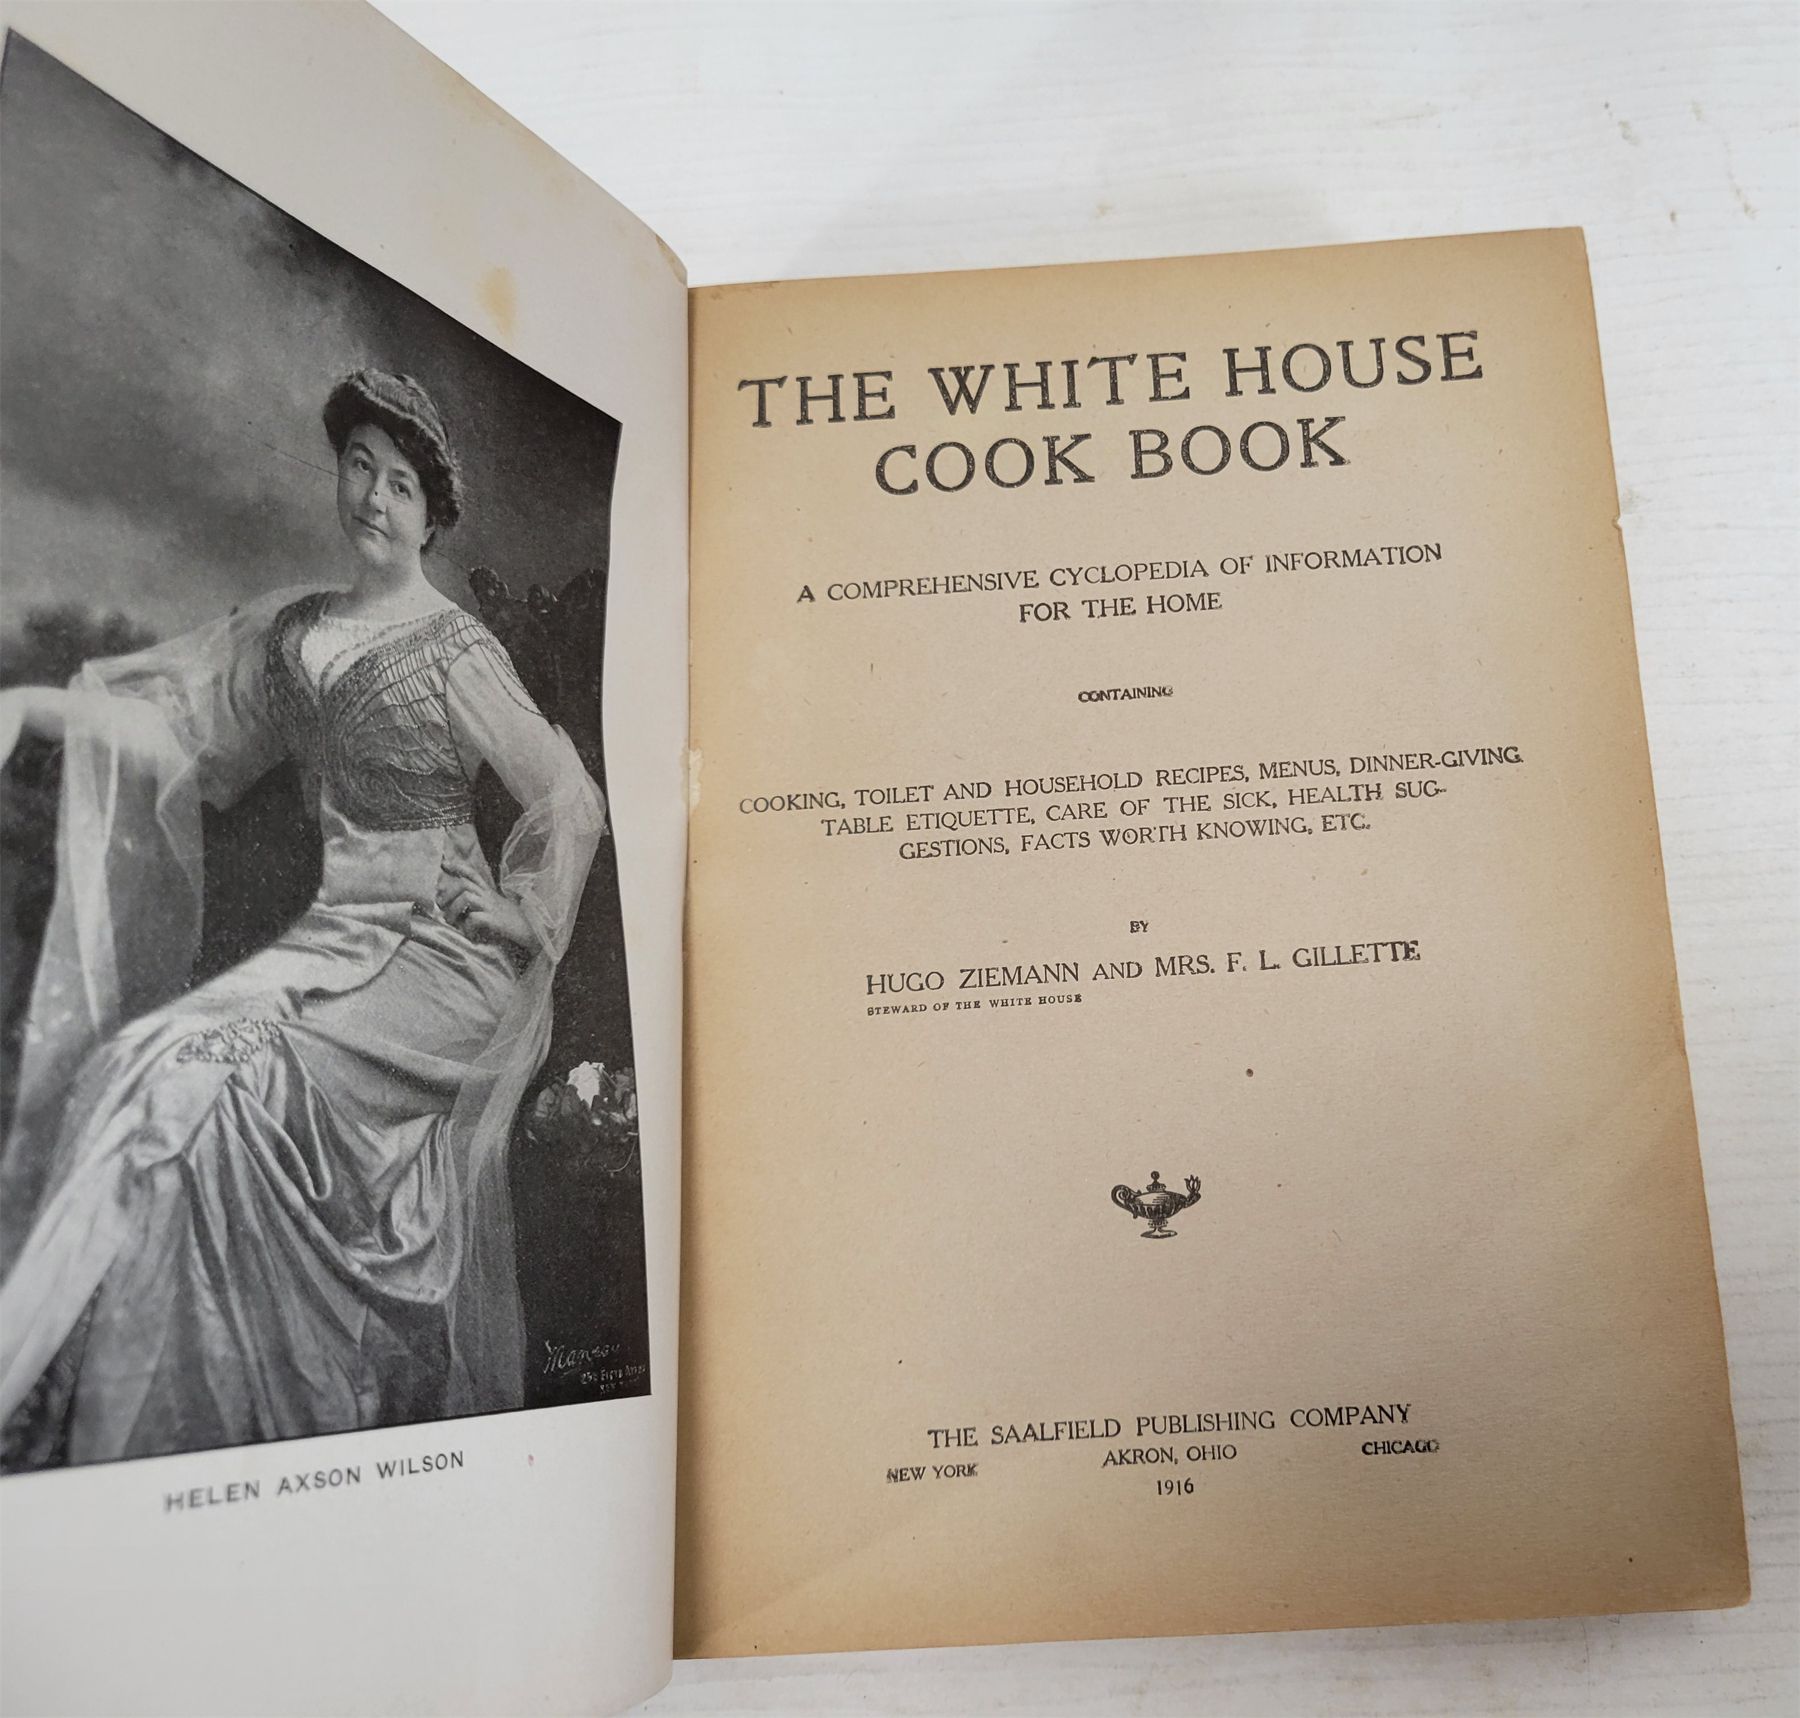 HELEN AXSON WILSON
THE WHITE HOUSE
COOK BOOK
A COMPREHENSIVE CYCLOPEDIA OF INFORMATION
FOR THE HOME
CONTAINING
COOKING, TOILET AND HOUSEHOLD RECIPES, MENUS, DINNER-GIVING
TABLE ETIQUETTE, CARE OF THE SICK, HEALTH SUG-
GESTIONS, FACTS WORTH KNOWING, ETC.
BY
HUGO ZIEMANN AND MRS. F. L. GILLETTE
STEWARD OF THE WHITE HOUSE
THE SAALFIELD PUBLISHING COMPANY
NEW YORK AKRON, OHIO CHICAGO
1916